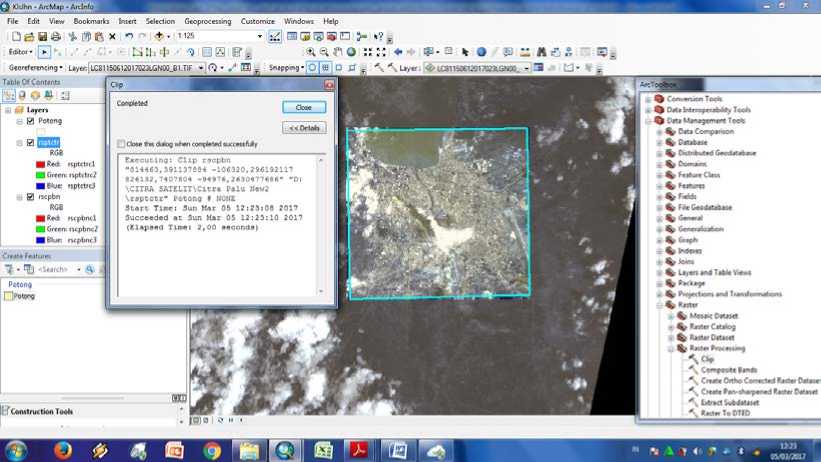 Kldhn - ArcMap - ArcInfo
File Edit View Bookmarks Insert Selection Geoprocessing Customize Windows Help
1:125
Editor
Georeferencing Layer: LC81150612017023LGN00_B1.TIF Snapping Layer: LC81150612017023LGN00_B1.TIF
Table Of Contents
Layers
Potong
rsptctr
RGB
Red: rsptctrc1
Green: rsptctrc2
Blue: rsptctrc3
rscpbn
RGB
Red: rscpbnc1
Green: rscpbnc2
Blue: rscpbnc3
Create Features
<Search>
Potong
Potong
Construction Tools
Clip
Completed
Close
<< Details
Close this dialog when completed successfully
Executing: Clip rscpbn
"814463,391137884 -106320,296192117
826132,7407804 -94976,2630477686" "D:
\CITRA SATELIT\Citra Palu New2
\rsptctr" Potong # NONE
Start Time: Sun Mar 05 12:23:08 2017
Succeeded at Sun Mar 05 12:23:10 2017
(Elapsed Time: 2,00 seconds)
ArcToolbox
Conversion Tools
Data Interoperability Tools
Data Management Tools
Data Comparison
Database
Distributed Geodatabase
Domains
Feature Class
Features
Fields
File Geodatabase
General
Generalization
Graph
Indexes
Joins
Layers and Table Views
Package
Projections and Transformations
Raster
Mosaic Dataset
Raster Catalog
Raster Dataset
Raster Processing
Clip
Composite Bands
Create Ortho Corrected Raster Dataset
Create Pan-sharpened Raster Dataset
Extract Subdataset
Raster To DTED
IN
12:23
05/03/2017